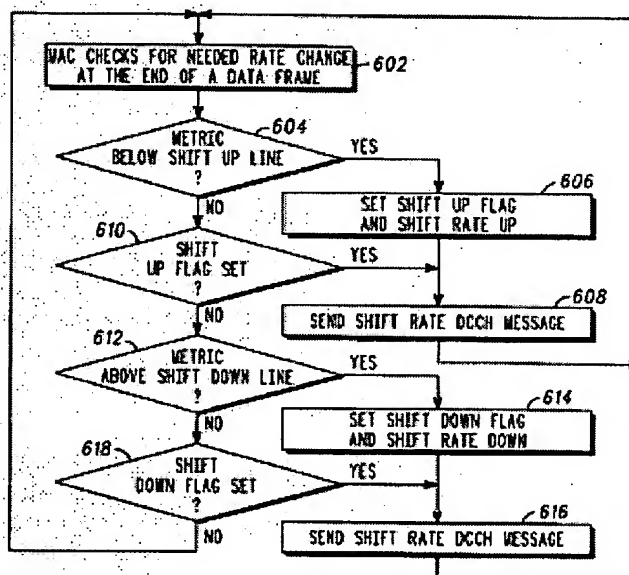 MAC CHECKS FOR NEEDED RATE CHANGE
AT THE END OF A DATA FRAME
602
METRIC
BELOW SHIFT UP LINE
?
604
YES
NO
SET SHIFT UP FLAG
AND SHIFT RATE UP
606
610
SHIFT
UP FLAG SET
?
YES
NO
608
SEND SHIFT RATE DCCH MESSAGE
612
METRIC
ABOVE SHIFT DOWN LINE
?
YES
NO
614
SET SHIFT DOWN FLAG
AND SHIFT RATE DOWN
618
SHIFT
DOWN FLAG SET
?
YES
NO
616
SEND SHIFT RATE DCCH MESSAGE